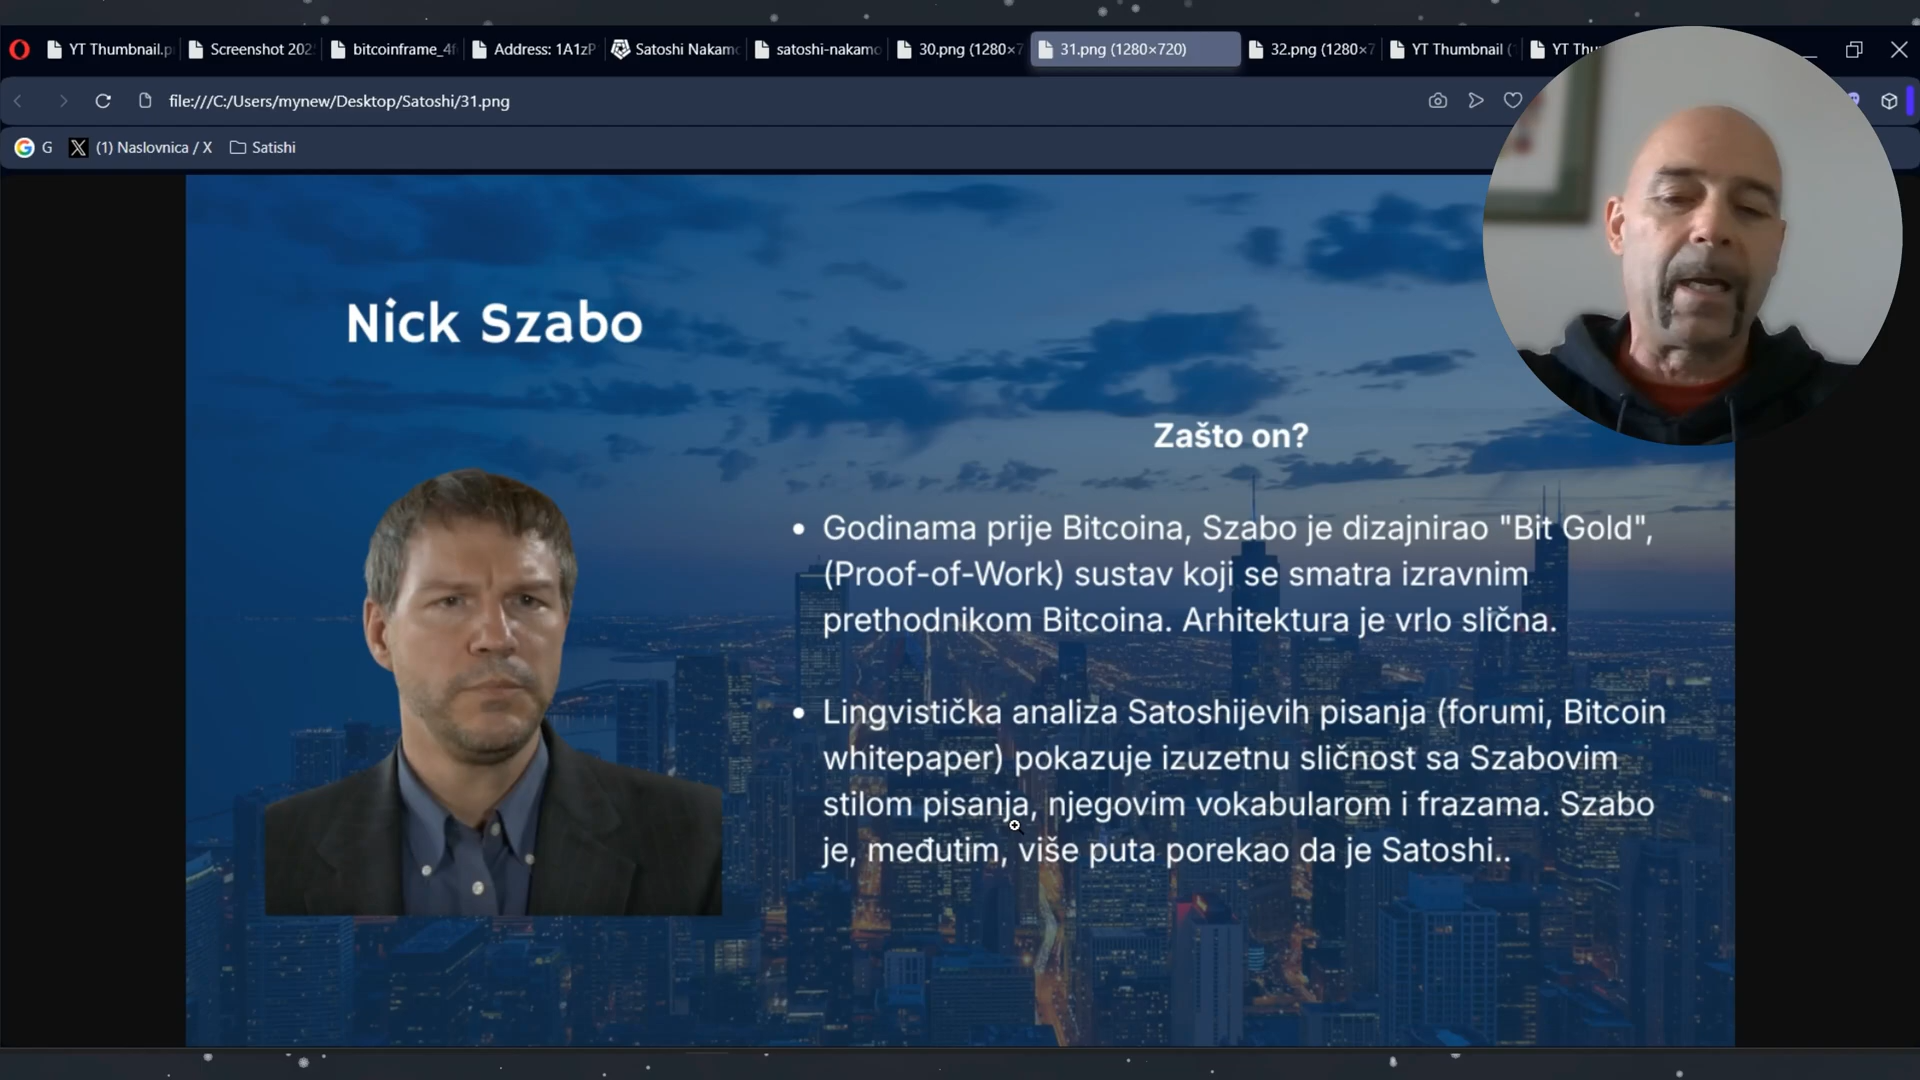 YT Thumbnail.p
Screenshot 202
bitcoinframe_4f
Address: 1A1zP
Satoshi Nakamo
satoshi-nakamo
30.png (1280×7
31.png (1280×720)
32.png (1280×7
YT Thumbnail (
YT Thu
file:///C:/Users/mynew/Desktop/Satoshi/31.png
G
(1) Naslovnica / X
Satishi
Nick Szabo
Zašto on?
• Godinama prije Bitcoina, Szabo je dizajnirao "Bit Gold",
(Proof-of-Work) sustav koji se smatra izravnim
prethodnikom Bitcoina. Arhitektura je vrlo slična.
• Lingvistička analiza Satoshijevih pisanja (forumi, Bitcoin
whitepaper) pokazuje izuzetnu sličnost sa Szabovim
stilom pisanja, njegovim vokabularom i frazama. Szabo
je, međutim, više puta porekao da je Satoshi..